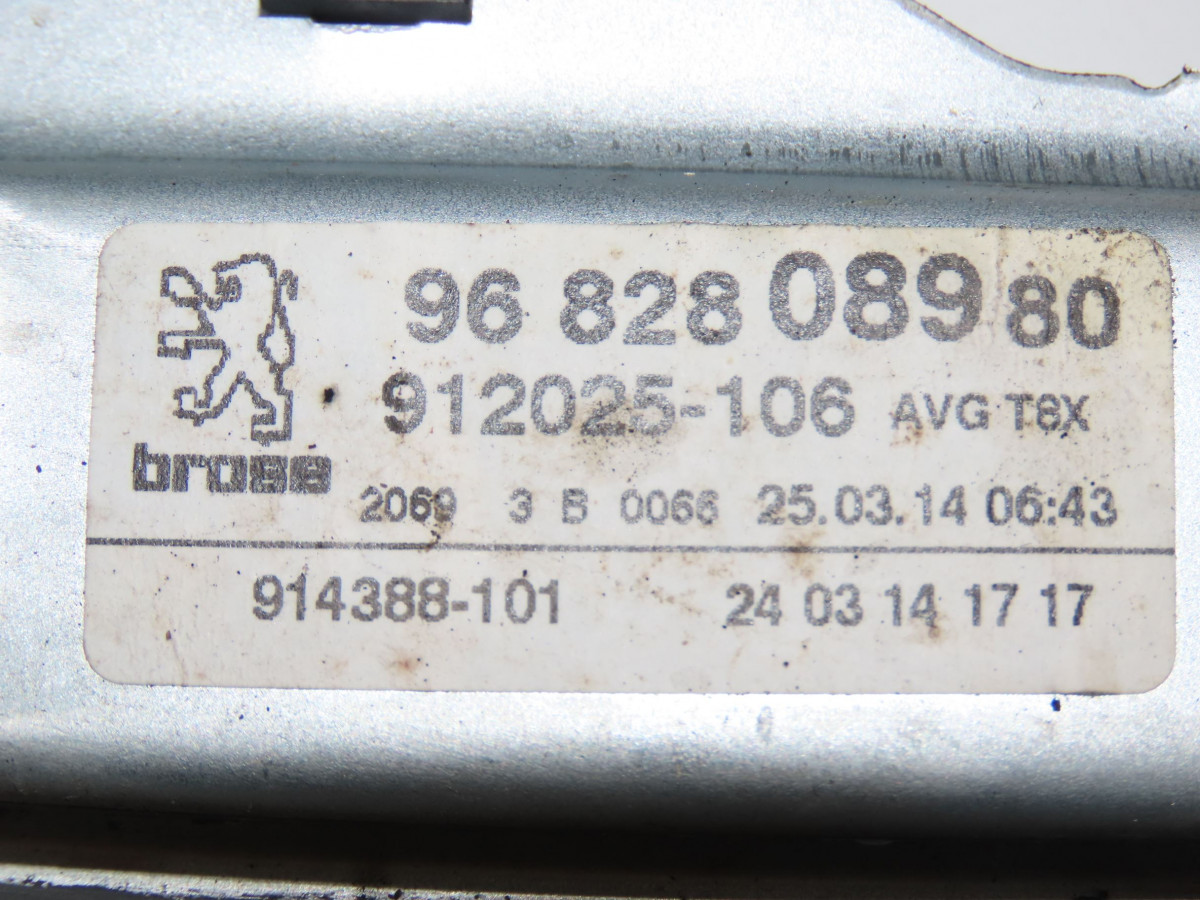 96 828 089 80
912025-106 AVG T8X
brose
2069 3 B 0066 25.03.14 06:43
914388-101 24 03 14 17 17